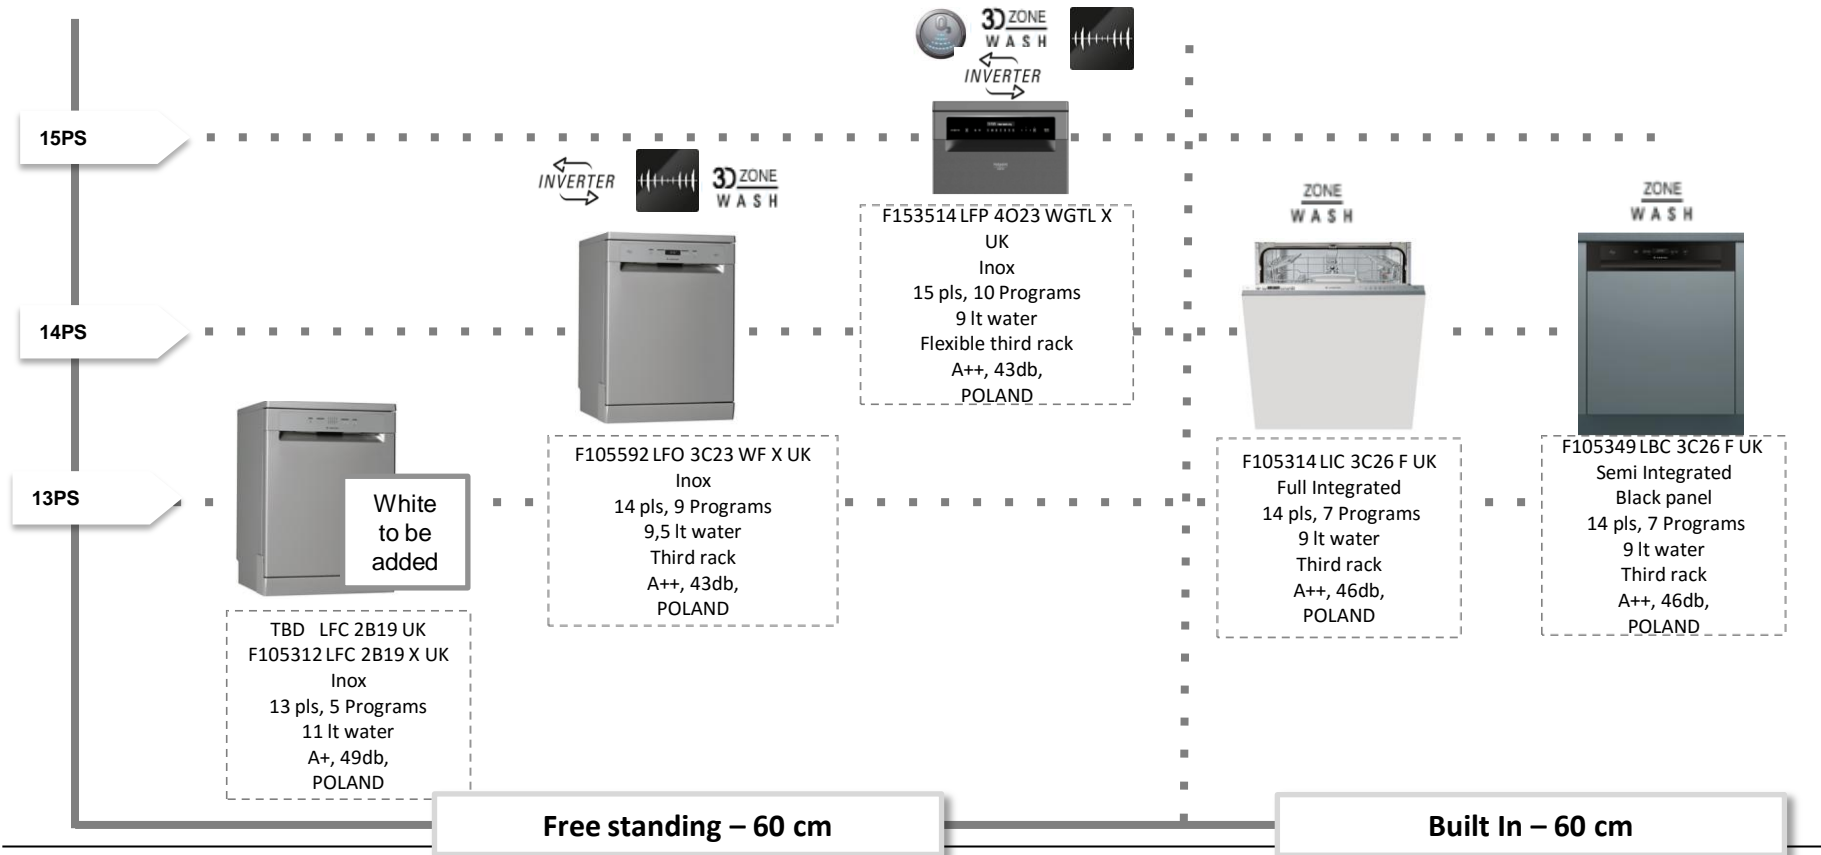 15PS
14PS
13PS
3D ZONE
WASH
INVERTER
F153514 LFP 4O23 WGTL X
UK
Inox
15 pls, 10 Programs
9 lt water
Flexible third rack
A++, 43db,
POLAND
INVERTER
3D ZONE
WASH
F105592 LFO 3C23 WF X UK
Inox
14 pls, 9 Programs
9,5 lt water
Third rack
A++, 43db,
POLAND
White
to be
added
TBD LFC 2B19 UK
F105312 LFC 2B19 X UK
Inox
13 pls, 5 Programs
11 lt water
A+, 49db,
POLAND
ZONE
WASH
F105314 LIC 3C26 F UK
Full Integrated
14 pls, 7 Programs
9 lt water
Third rack
A++, 46db,
POLAND
ZONE
WASH
F105349 LBC 3C26 F UK
Semi Integrated
Black panel
14 pls, 7 Programs
9 lt water
Third rack
A++, 46db,
POLAND
Free standing – 60 cm
Built In – 60 cm